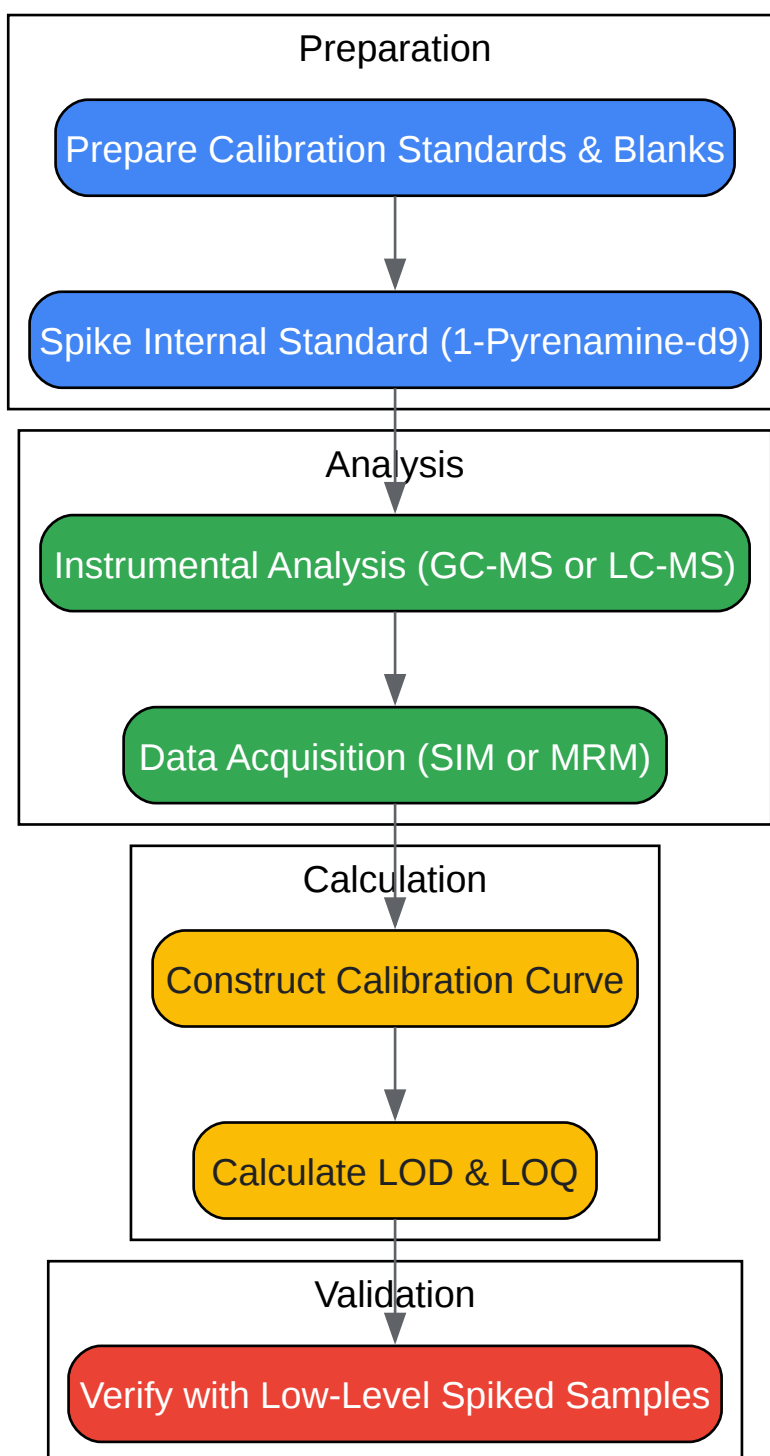 Preparation
Prepare Calibration Standards & Blanks
Spike Internal Standard (1-Pyrenamine-d9)
Analysis
Instrumental Analysis (GC-MS or LC-MS)
Data Acquisition (SIM or MRM)
Calculation
Construct Calibration Curve
Calculate LOD & LOQ
Validation
Verify with Low-Level Spiked Samples